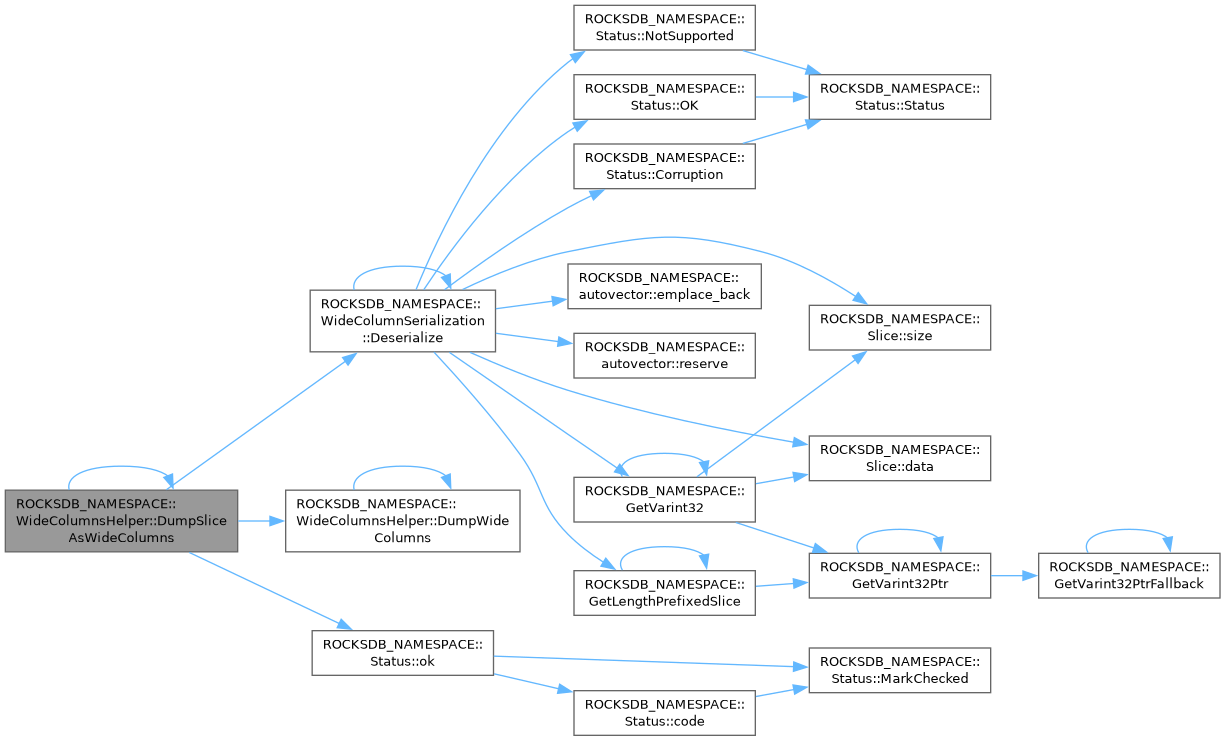 ROCKSDB_NAMESPACE::
Status::NotSupported
ROCKSDB_NAMESPACE::
Status::OK
ROCKSDB_NAMESPACE::
Status::Status
ROCKSDB_NAMESPACE::
Status::Corruption
ROCKSDB_NAMESPACE::
autovector::emplace_back
ROCKSDB_NAMESPACE::
WideColumnSerialization
::Deserialize
ROCKSDB_NAMESPACE::
Slice::size
ROCKSDB_NAMESPACE::
autovector::reserve
ROCKSDB_NAMESPACE::
Slice::data
ROCKSDB_NAMESPACE::
WideColumnsHelper::DumpSlice
AsWideColumns
ROCKSDB_NAMESPACE::
WideColumnsHelper::DumpWide
Columns
ROCKSDB_NAMESPACE::
GetVarint32
ROCKSDB_NAMESPACE::
GetVarint32Ptr
ROCKSDB_NAMESPACE::
GetVarint32PtrFallback
ROCKSDB_NAMESPACE::
GetLengthPrefixedSlice
ROCKSDB_NAMESPACE::
Status::ok
ROCKSDB_NAMESPACE::
Status::MarkChecked
ROCKSDB_NAMESPACE::
Status::code